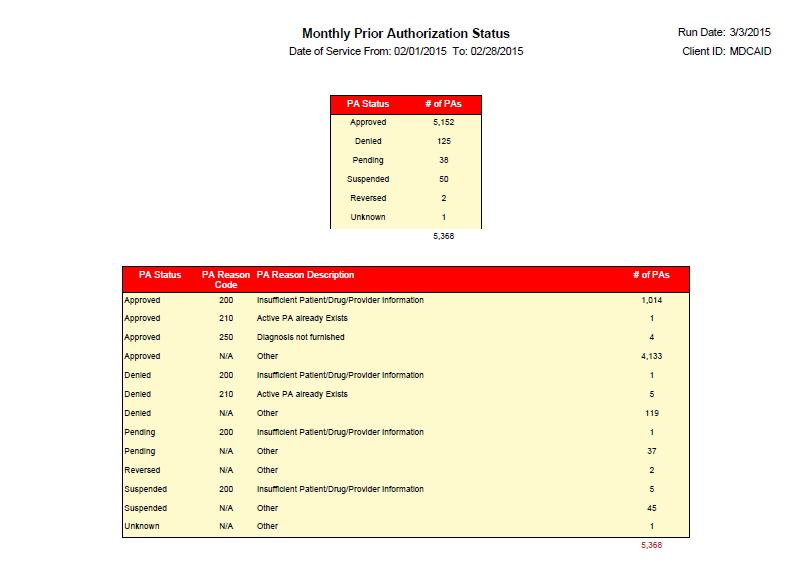 Monthly Prior Authorization Status
Run Date: 3/3/2015
Date of Service From: 02/01/2015 To: 02/28/2015
Client ID: MDCAID
PA Status # of PAs
Approved 5,152
Denied 125
Pending 38
Suspended 50
Reversed 2
Unknown 1
5,368
PA Status PA Reason Code PA Reason Description # of PAs
Approved 200 Insufficient Patient/Drug/Provider Information 1,014
Approved 210 Active PA already Exists 1
Approved 250 Diagnosis not furnished 4
Approved N/A Other 4,133
Denied 200 Insufficient Patient/Drug/Provider Information 1
Denied 210 Active PA already Exists 5
Denied N/A Other 119
Pending 200 Insufficient Patient/Drug/Provider Information 1
Pending N/A Other 37
Reversed N/A Other 2
Suspended 200 Insufficient Patient/Drug/Provider Information 5
Suspended N/A Other 45
Unknown N/A Other 1
5,368